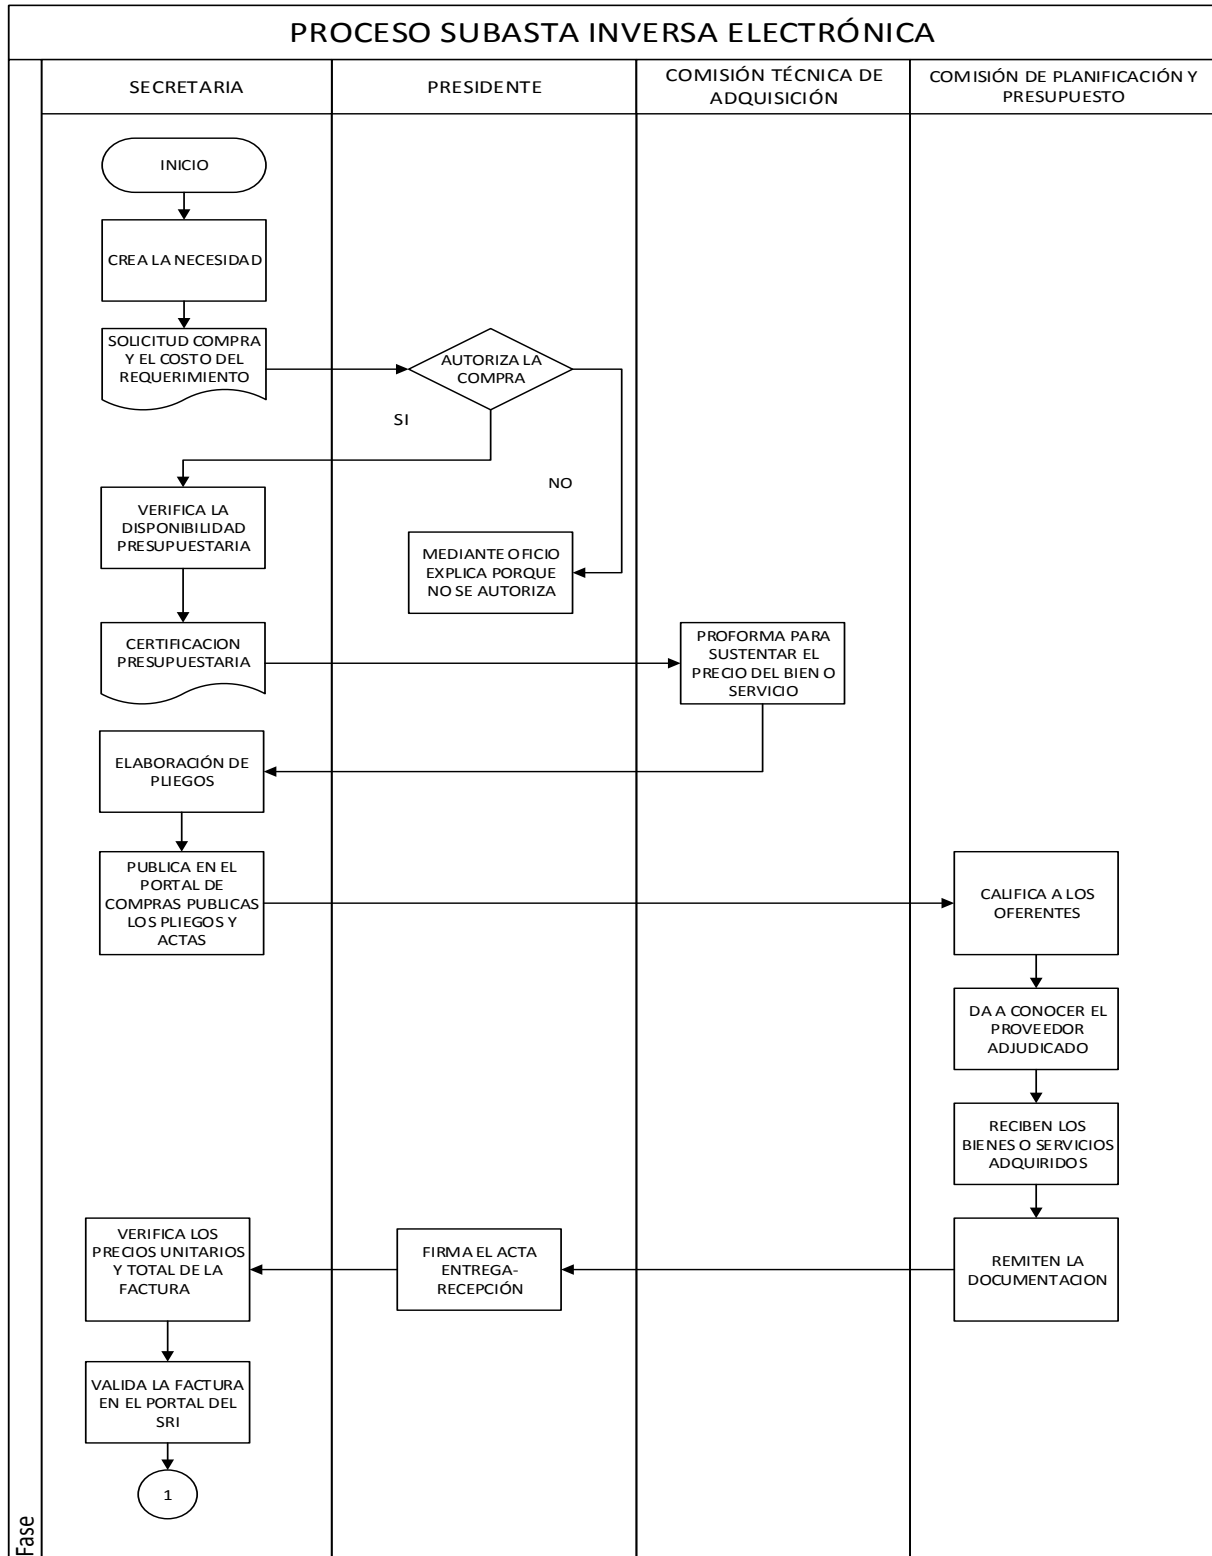 PROCESO SUBASTA INVERSA ELECTRÓNICA
SECRETARIA
PRESIDENTE
COMISIÓN TÉCNICA DE
ADQUISICIÓN
COMISIÓN DE PLANIFICACIÓN Y
PRESUPUESTO
INICIO
CREA LA NECESIDAD
SOLICITUD COMPRA
Y EL COSTO DEL
REQUERIMIENTO
AUTORIZA LA
COMPRA
SI
NO
VERIFICA LA
DISPONIBILIDAD
PRESUPUESTARIA
MEDIANTE OFICIO
EXPLICA PORQUE
NO SE AUTORIZA
CERTIFICACION
PRESUPUESTARIA
PROFORMA PARA
SUSTENTAR EL
PRECIO DEL BIEN O
SERVICIO
ELABORACIÓN DE
PLIEGOS
PUBLICA EN EL
PORTAL DE
COMPRAS PUBLICAS
LOS PLIEGOS Y
ACTAS
CALIFICA A LOS
OFERENTES
DA A CONOCER EL
PROVEEDOR
ADJUDICADO
RECIBEN LOS
BIENES O SERVICIOS
ADQUIRIDOS
REMITEN LA
DOCUMENTACION
FIRMA EL ACTA
ENTREGA-
RECEPCIÓN
VERIFICA LOS
PRECIOS UNITARIOS
Y TOTAL DE LA
FACTURA
VALIDA LA FACTURA
EN EL PORTAL DEL
SRI
1
Fase